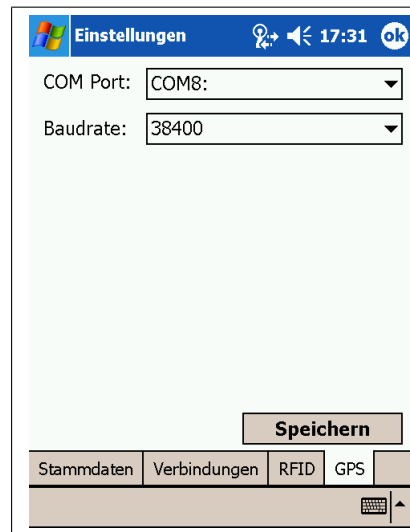 Einstellungen 17:31 ok
COM Port: COM8:
Baudrate: 38400
Speichern
Stammdaten Verbindungen RFID GPS